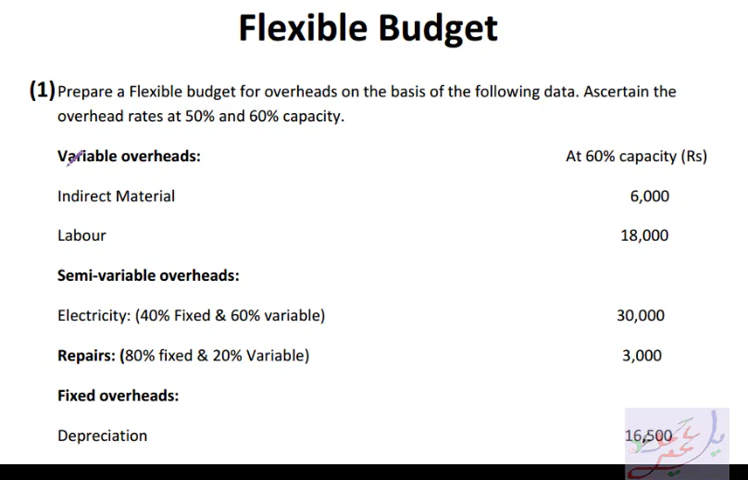 Flexible Budget
(1) Prepare a Flexible budget for overheads on the basis of the following data. Ascertain the
overhead rates at 50% and 60% capacity.
Variable overheads: At 60% capacity (Rs)
Indirect Material 6,000
Labour 18,000
Semi-variable overheads:
Electricity: (40% Fixed & 60% variable) 30,000
Repairs: (80% fixed & 20% Variable) 3,000
Fixed overheads:
Depreciation 16,500